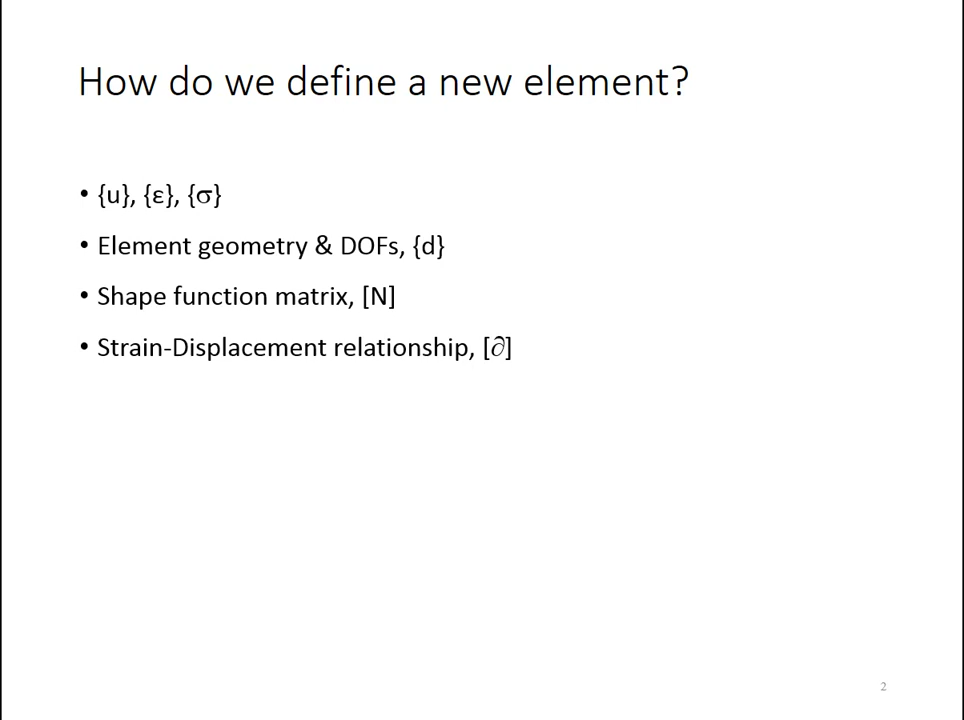 How do we define a new element?
• {u}, {ε}, {σ}
• Element geometry & DOFs, {d}
• Shape function matrix, [N]
• Strain-Displacement relationship, [∂]
2